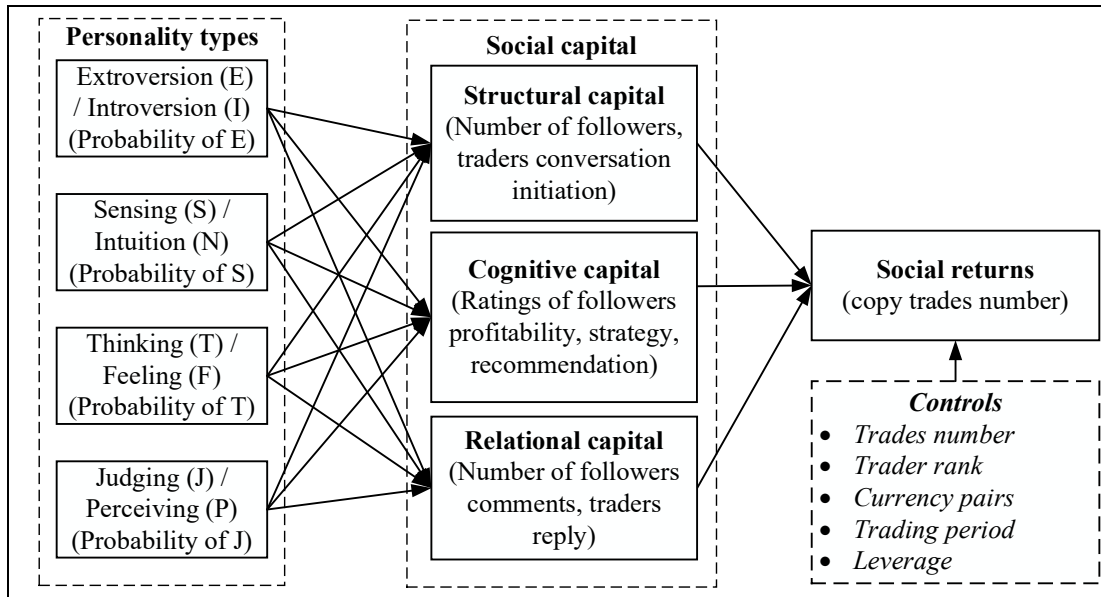 Personality types
Extroversion (E)
/ Introversion (I)
(Probability of E)
Sensing (S) /
Intuition (N)
(Probability of S)
Thinking (T) /
Feeling (F)
(Probability of T)
Judging (J) /
Perceiving (P)
(Probability of J)
Social capital
Structural capital
(Number of followers,
traders conversation
initiation)
Cognitive capital
(Ratings of followers
profitability, strategy,
recommendation)
Relational capital
(Number of followers
comments, traders
reply)
Social returns
(copy trades number)
Controls
• Trades number
• Trader rank
• Currency pairs
• Trading period
• Leverage